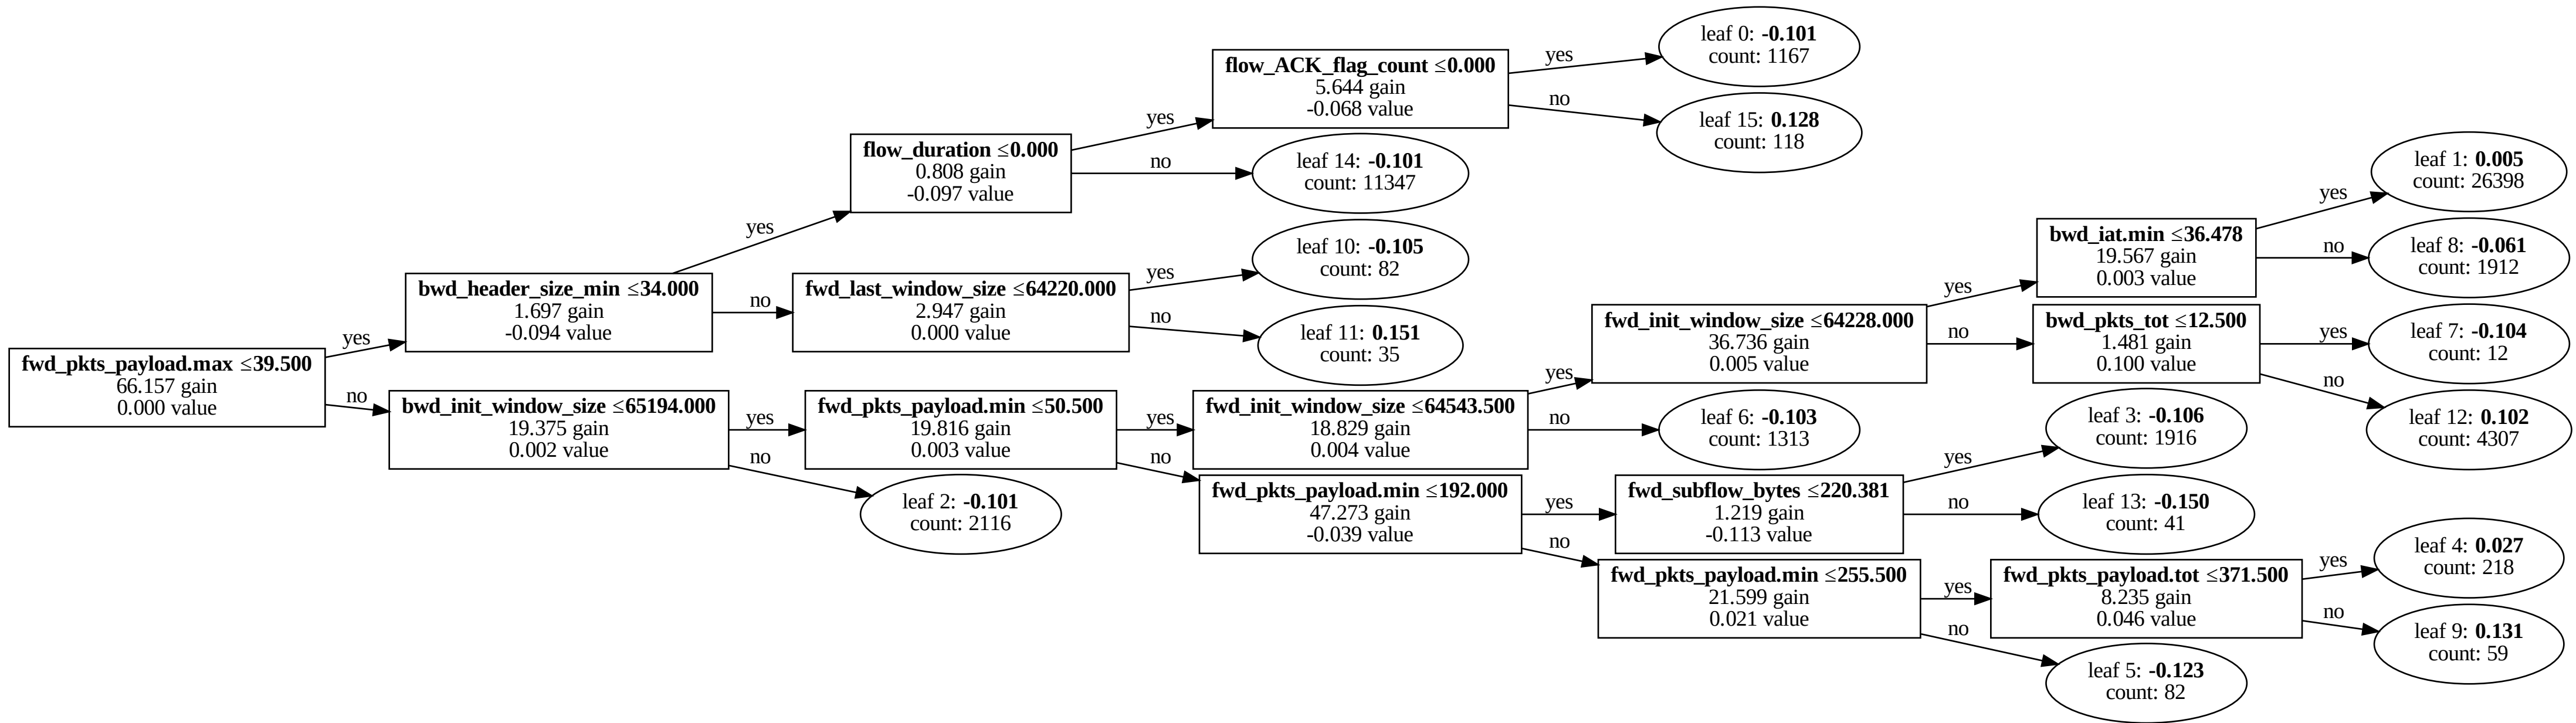 fwd_pkts_payload.max ≤39.500
66.157 gain
0.000 value
yes
no
bwd_header_size_min ≤34.000
1.697 gain
-0.094 value
yes
no
bwd_init_window_size ≤65194.000
19.375 gain
0.002 value
yes
no
flow_duration ≤0.000
0.808 gain
-0.097 value
yes
no
fwd_last_window_size ≤64220.000
2.947 gain
0.000 value
yes
no
fwd_pkts_payload.min ≤50.500
19.816 gain
0.003 value
yes
no
leaf 2: -0.101
count: 2116
flow_ACK_flag_count ≤0.000
5.644 gain
-0.068 value
yes
no
leaf 14: -0.101
count: 11347
leaf 10: -0.105
count: 82
leaf 11: 0.151
count: 35
fwd_init_window_size ≤64543.500
18.829 gain
0.004 value
yes
no
fwd_pkts_payload.min ≤192.000
47.273 gain
-0.039 value
yes
no
leaf 0: -0.101
count: 1167
leaf 15: 0.128
count: 118
fwd_init_window_size ≤64228.000
36.736 gain
0.005 value
yes
no
leaf 6: -0.103
count: 1313
fwd_subflow_bytes ≤220.381
1.219 gain
-0.113 value
yes
no
fwd_pkts_payload.min ≤255.500
21.599 gain
0.021 value
yes
no
bwd_iat.min ≤36.478
19.567 gain
0.003 value
yes
no
bwd_pkts_tot ≤12.500
1.481 gain
0.100 value
yes
no
leaf 3: -0.106
count: 1916
leaf 13: -0.150
count: 41
fwd_pkts_payload.tot ≤371.500
8.235 gain
0.046 value
yes
no
leaf 5: -0.123
count: 82
leaf 1: 0.005
count: 26398
leaf 8: -0.061
count: 1912
leaf 7: -0.104
count: 12
leaf 12: 0.102
count: 4307
leaf 4: 0.027
count: 218
leaf 9: 0.131
count: 59